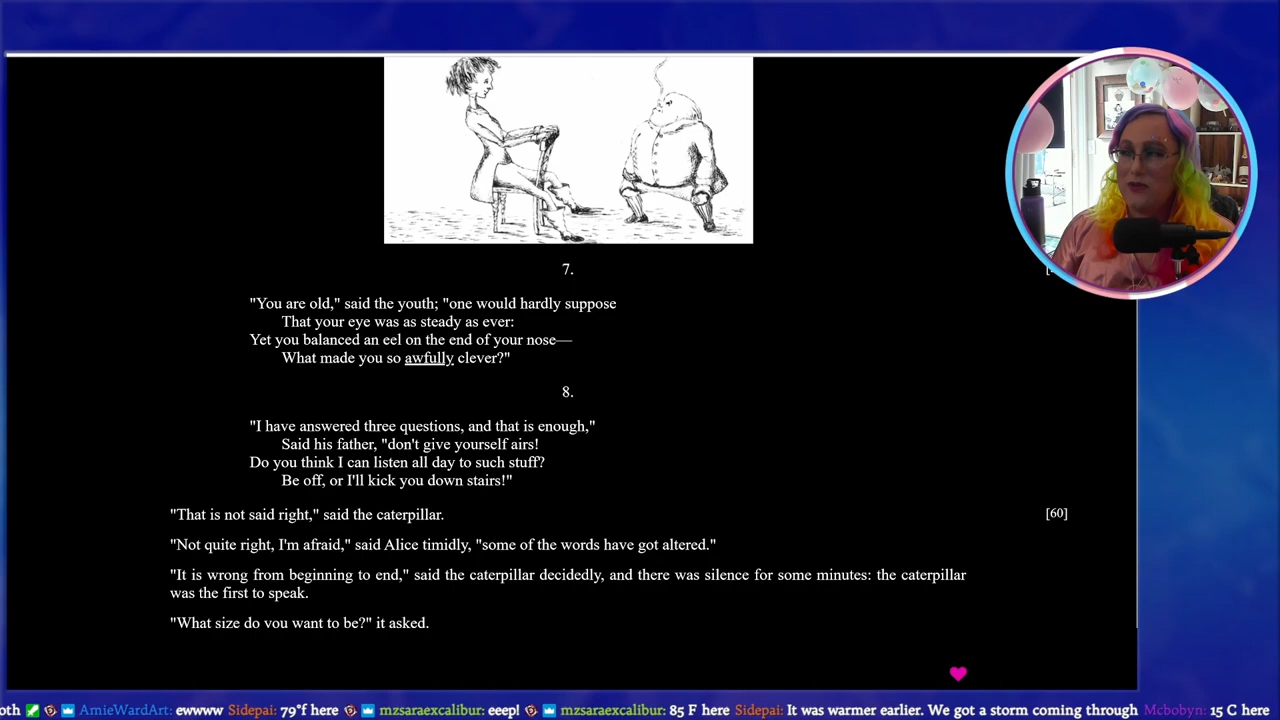 7.
"You are old," said the youth; "one would hardly suppose
That your eye was as steady as ever:
Yet you balanced an eel on the end of your nose—
What made you so awfully clever?"
8.
"I have answered three questions, and that is enough,"
Said his father, "don't give yourself airs!
Do you think I can listen all day to such stuff?
Be off, or I'll kick you down stairs!"
"That is not said right," said the caterpillar.
[60]
"Not quite right, I'm afraid," said Alice timidly, "some of the words have got altered."
"It is wrong from beginning to end," said the caterpillar decidedly, and there was silence for some minutes: the caterpillar
was the first to speak.
"What size do you want to be?" it asked.
oth AmieWardArt: ewwww Sidepai: 79°f here mzsaraexcalibur: eeep! mzsaraexcalibur: 85 F here Sidepai: It was warmer earlier. We got a storm coming through Mcbobyn: 15 C here